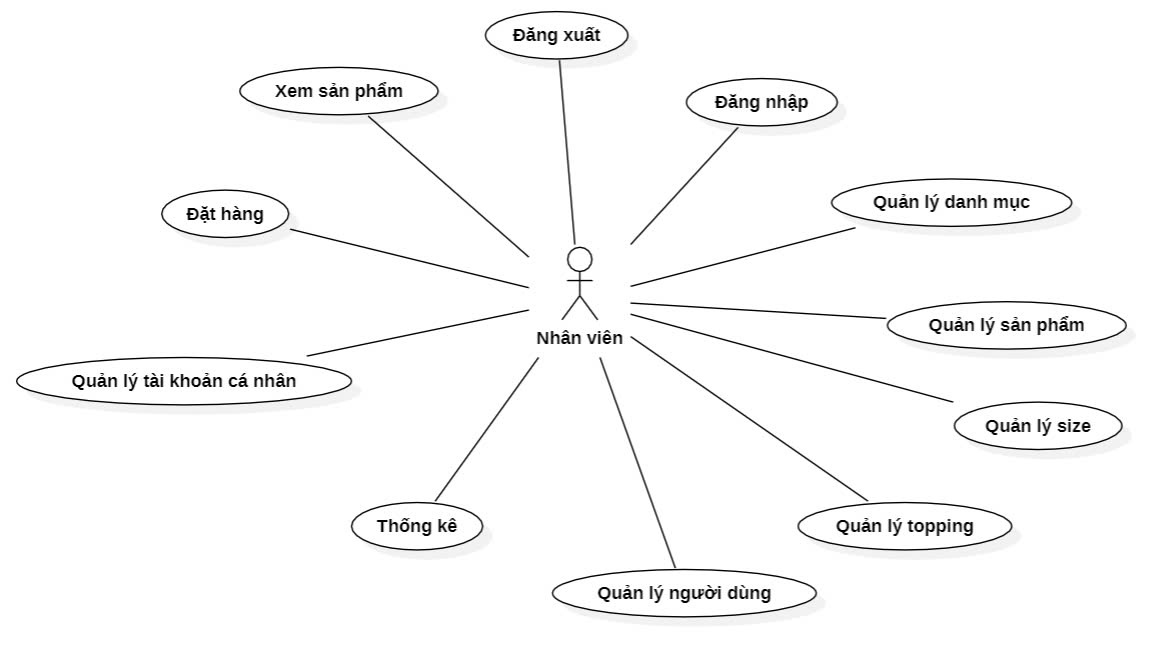 Đăng xuất
Xem sản phẩm
Đăng nhập
Đặt hàng
Quản lý danh mục
Quản lý sản phẩm
Nhân viên
Quản lý tài khoản cá nhân
Quản lý size
Thống kê
Quản lý topping
Quản lý người dùng